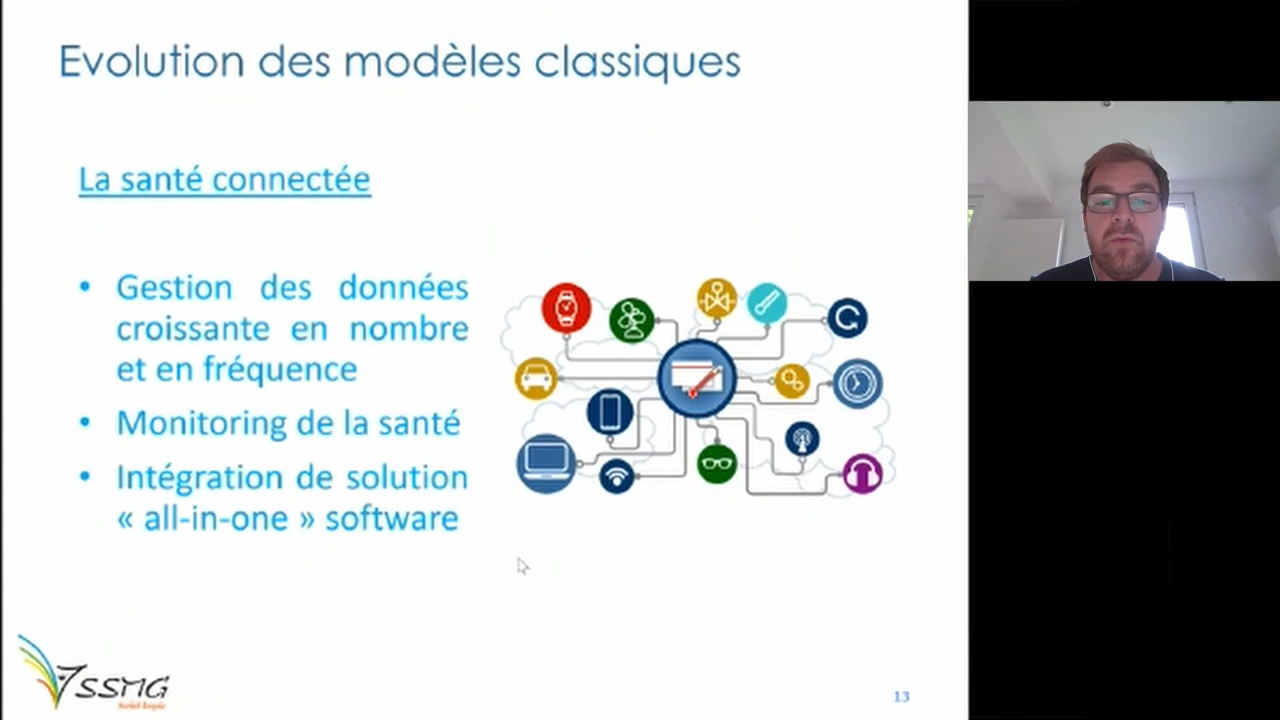 Evolution des modèles classiques
La santé connectée
• Gestion des données
croissante en nombre
et en fréquence
• Monitoring de la santé
• Intégration de solution
« all-in-one » software
SSMG
13